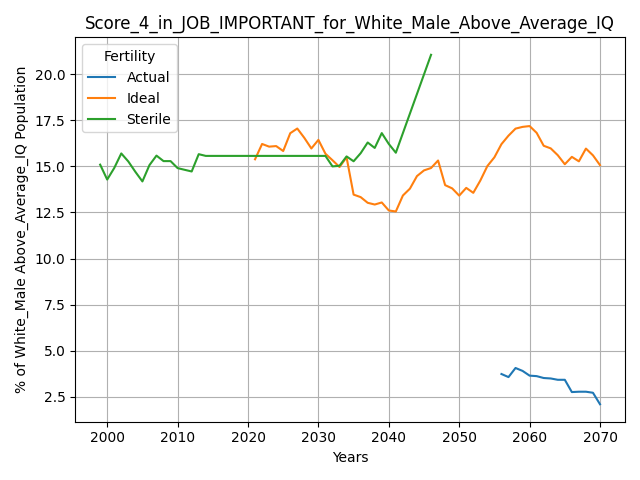 Score_4_in_JOB_IMPORTANT_for_White_Male_Above_Average_IQ
Fertility
Actual
Ideal
Sterile
% of White_Male Above_Average_IQ Population
20.0
17.5
15.0
12.5
10.0
7.5
5.0
2.5
2000 2010 2020 2030 2040 2050 2060 2070
Years